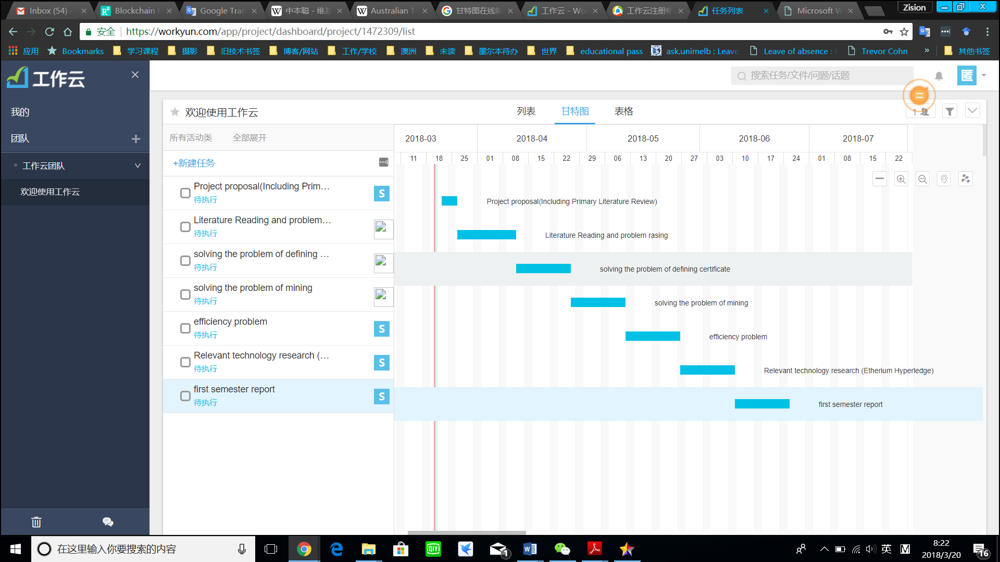 Inbox (54) -
Blockchain
Google Tran
中本聪 - 维基
Australian T
甘特图在线制
工作云 - Wo
工作云注册帐
任务列表
Microsoft W
Zision
安全
https://workyun.com/app/project/dashboard/project/1472309/list
应用
Bookmarks
学习课程
摄影
旧技术书签
博客/网站
工作/学校
澳洲
未读
墨尔本待办
世界
educational pass
ask.unimelb : Leave
Leave of absence :
Trevor Cohn
»
其他书签
工作云
搜索任务/文件/问题/话题
匿
我的
团队
工作云团队
欢迎使用工作云
欢迎使用工作云
列表
甘特图
表格
1
所有活动类
全部展开
2018-03
2018-04
2018-05
2018-06
2018-07
+新建任务
11 18 25 01 08 15 22 29 06 13 20 27 03 10 17 24 01 08 15 22
Project proposal(Including Prim…
待执行
S
Project proposal(Including Primary Literature Review)
Literature Reading and problem…
待执行
Literature Reading and problem rasing
solving the problem of defining …
待执行
solving the problem of defining certificate
solving the problem of mining
待执行
solving the problem of mining
efficiency problem
待执行
S
efficiency problem
Relevant technology research (…
待执行
S
Relevant technology research (Etherium Hyperledge)
first semester report
待执行
S
first semester report
在这里输入你要搜索的内容
iQIYI
1
英
M
8:22
2018/3/20
16